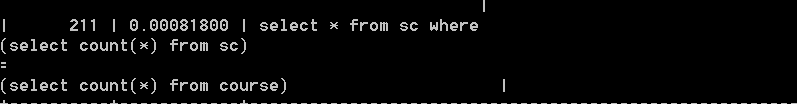 |
|      211 | 0.00081800 | select * from sc where
(select count(*) from sc)
=
(select count(*) from course)                          |
+----------+------------+--------------------------------------------------------